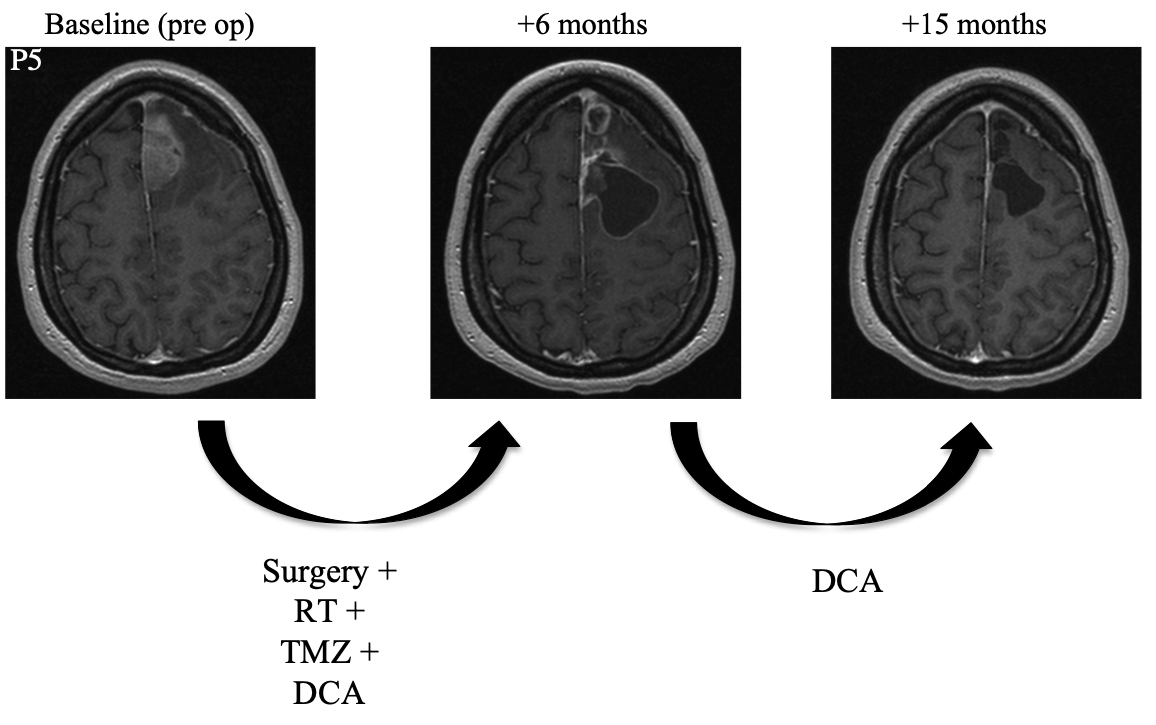 Baseline (pre op)
+6 months
+15 months
P5
Surgery +
RT +
TMZ +
DCA
DCA